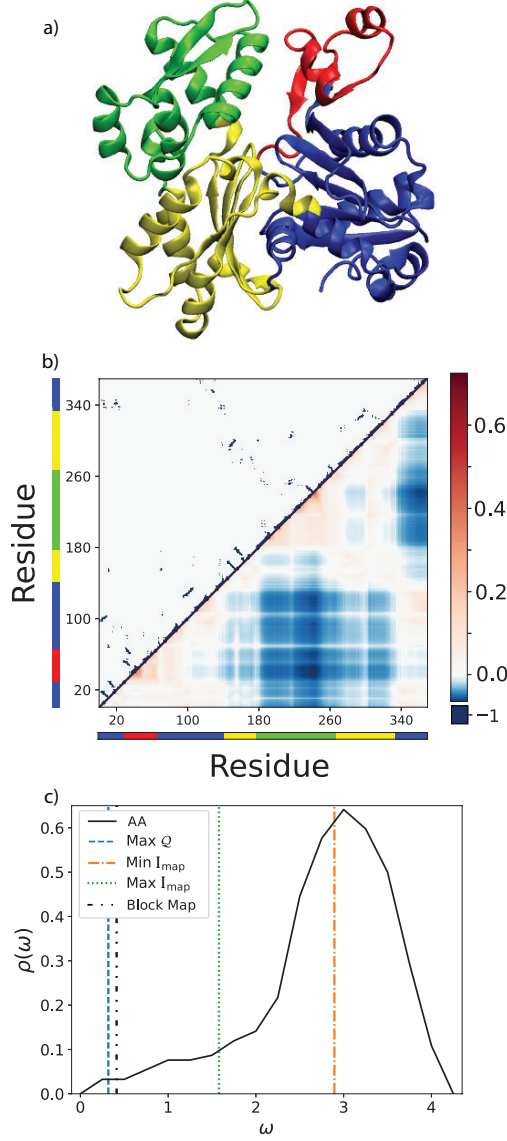 a)
b)
Residue
340
260
180
100
20
20 100 180 260 340
Residue
0.6
0.4
0.2
0.0
−1
c)
AA
Max Q
Min I_map
Max I_map
Block Map
ρ(ω)
0.6
0.5
0.4
0.3
0.2
0.1
0.0
0 1 2 3 4
ω